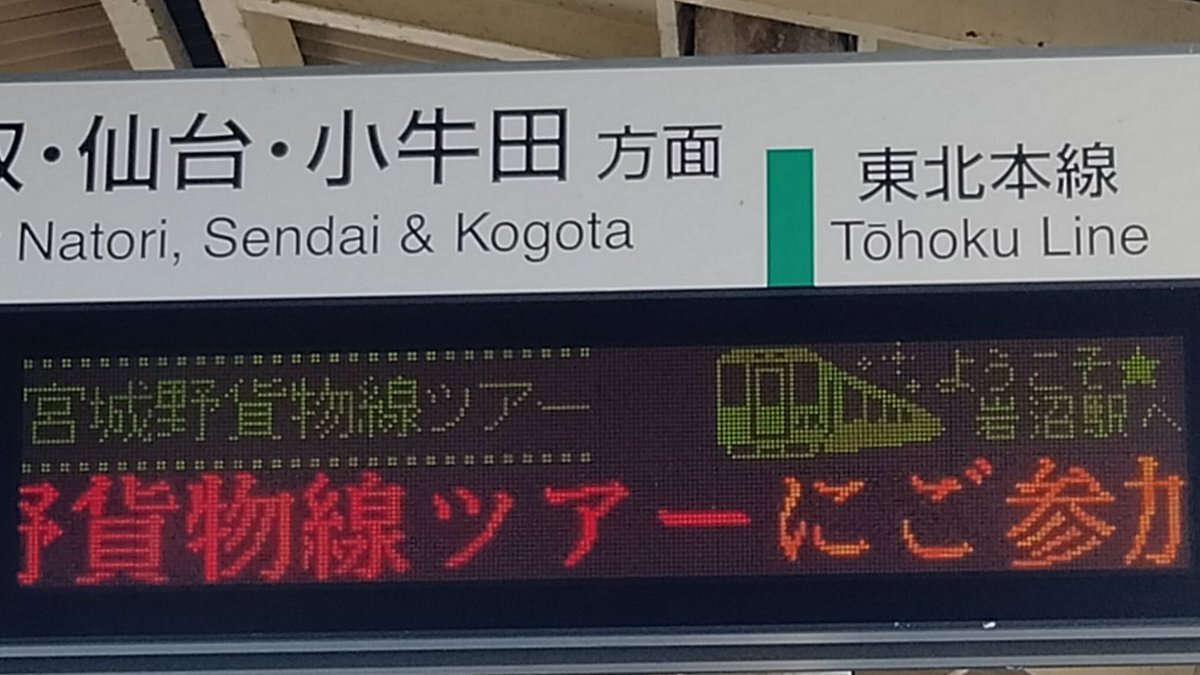 ・仙台・小牛田 方面
Natori, Sendai & Kogota
東北本線
Tōhoku Line
宮城野貨物線ツアー
ようこそ★
岩沼駅へ
野貨物線ツアーにご参加